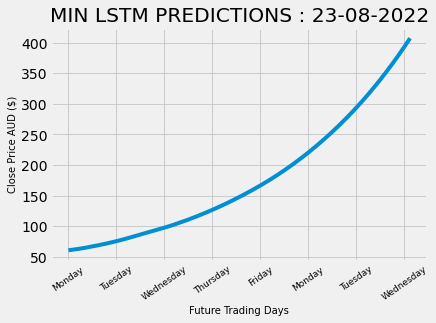 MIN LSTM PREDICTIONS : 23-08-2022
Close Price AUD ($)
400
350
300
250
200
150
100
50
Monday
Tuesday
Wednesday
Thursday
Friday
Monday
Tuesday
Wednesday
Future Trading Days